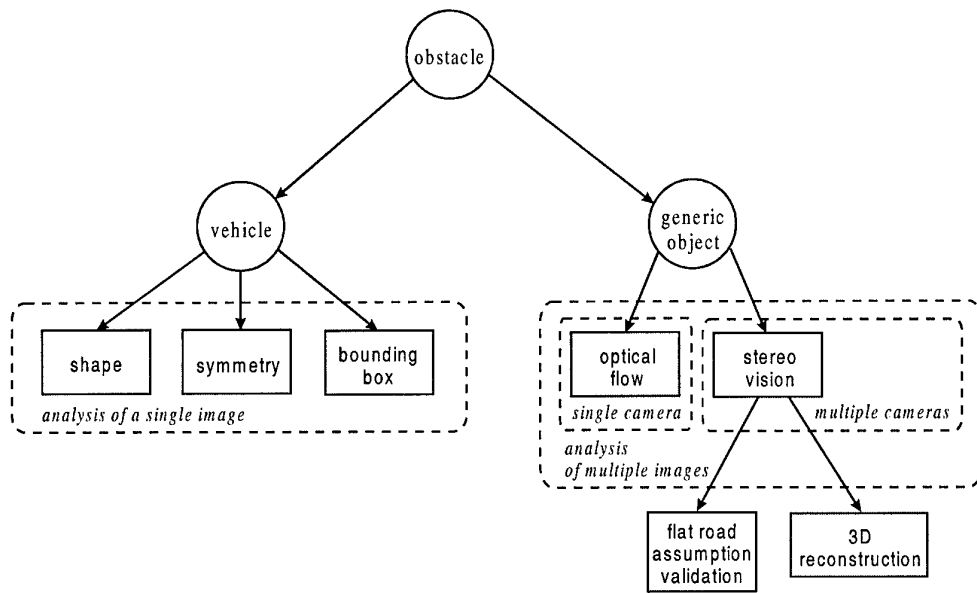 obstacle
vehicle
generic
object
shape
symmetry
bounding
box
analysis of a single image
optical
flow
single camera
stereo
vision
multiple cameras
analysis
of multiple images
flat road
assumption
validation
3D
reconstruction